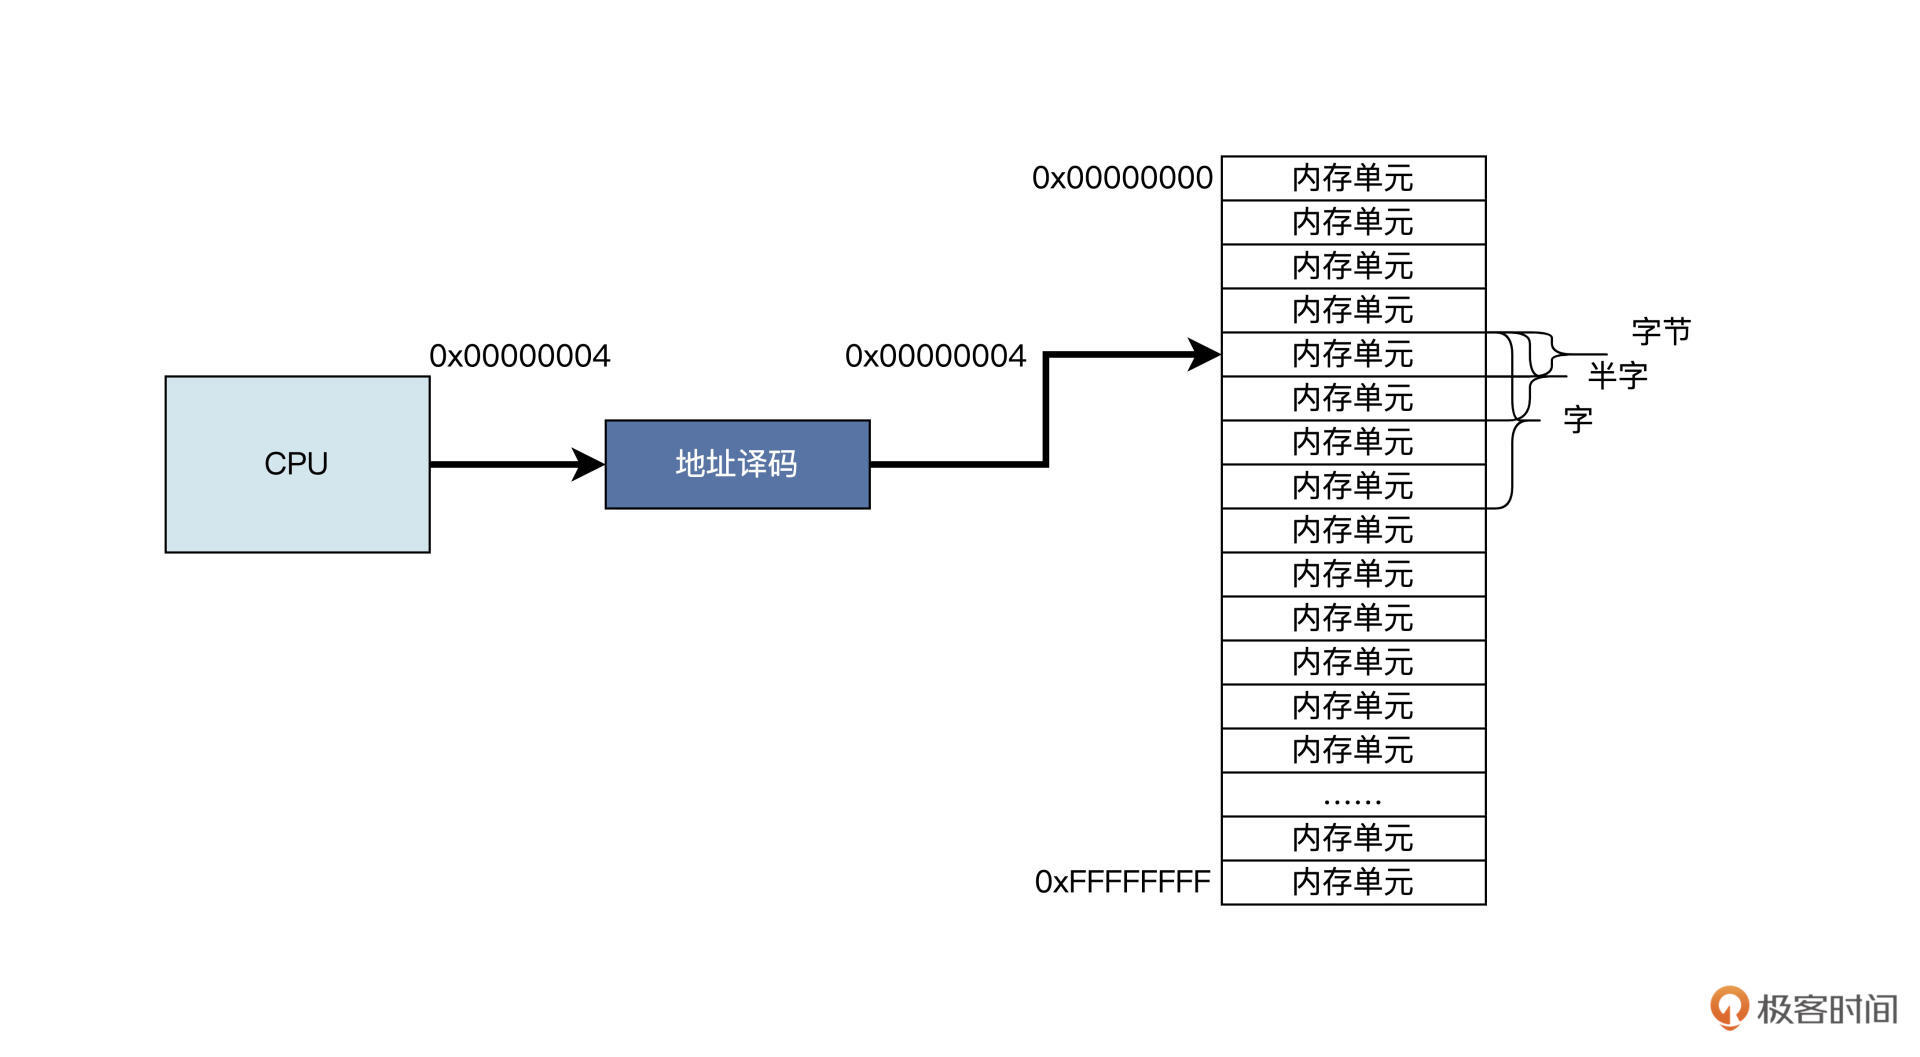 0x00000000
内存单元
内存单元
内存单元
内存单元
字节
0x00000004
0x00000004
内存单元
半字
内存单元
字
内存单元
CPU
地址译码
内存单元
内存单元
内存单元
内存单元
内存单元
内存单元
内存单元
……
内存单元
0xFFFFFFFF
内存单元
极客时间